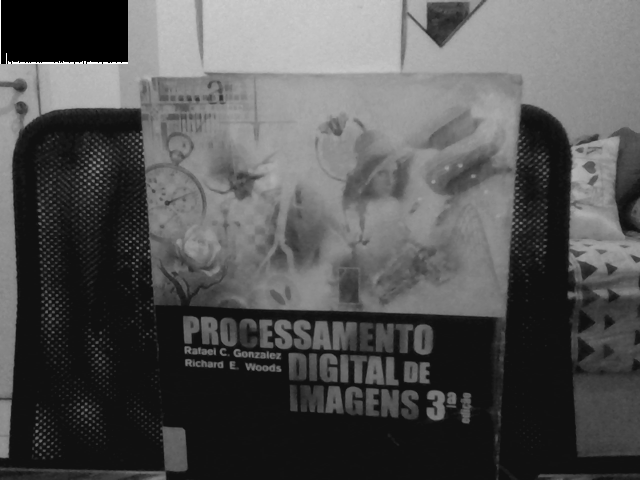 PROCESSAMENTO
Rafael C. Gonzalez
Richard E. Woods
DIGITAL DE
IMAGENS 3ª edição